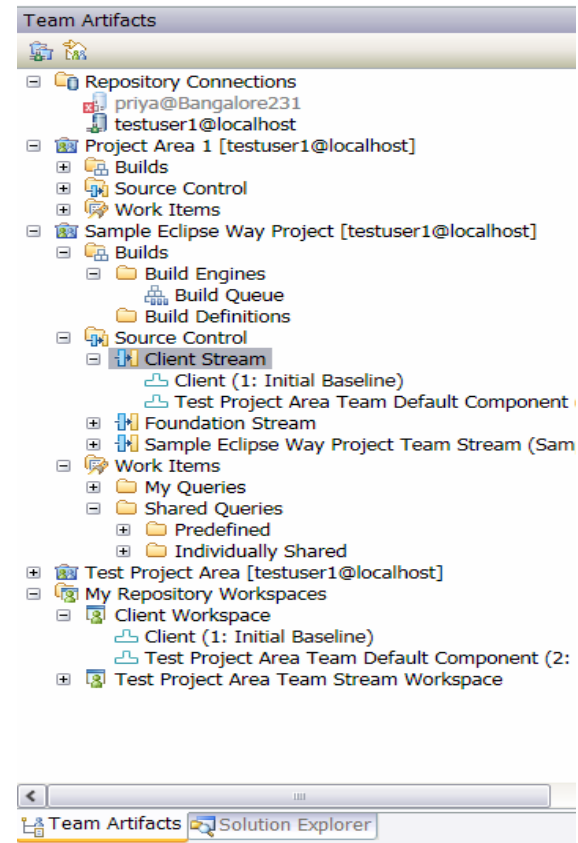 Team Artifacts
Repository Connections
priya@Bangalore231
testuser1@localhost
Project Area 1 [testuser1@localhost]
Builds
Source Control
Work Items
Sample Eclipse Way Project [testuser1@localhost]
Builds
Build Engines
Build Queue
Build Definitions
Source Control
Client Stream
Client (1: Initial Baseline)
Test Project Area Team Default Component (
Foundation Stream
Sample Eclipse Way Project Team Stream (Sam
Work Items
My Queries
Shared Queries
Predefined
Individually Shared
Test Project Area [testuser1@localhost]
My Repository Workspaces
Client Workspace
Client (1: Initial Baseline)
Test Project Area Team Default Component (2:
Test Project Area Team Stream Workspace
Team Artifacts Solution Explorer